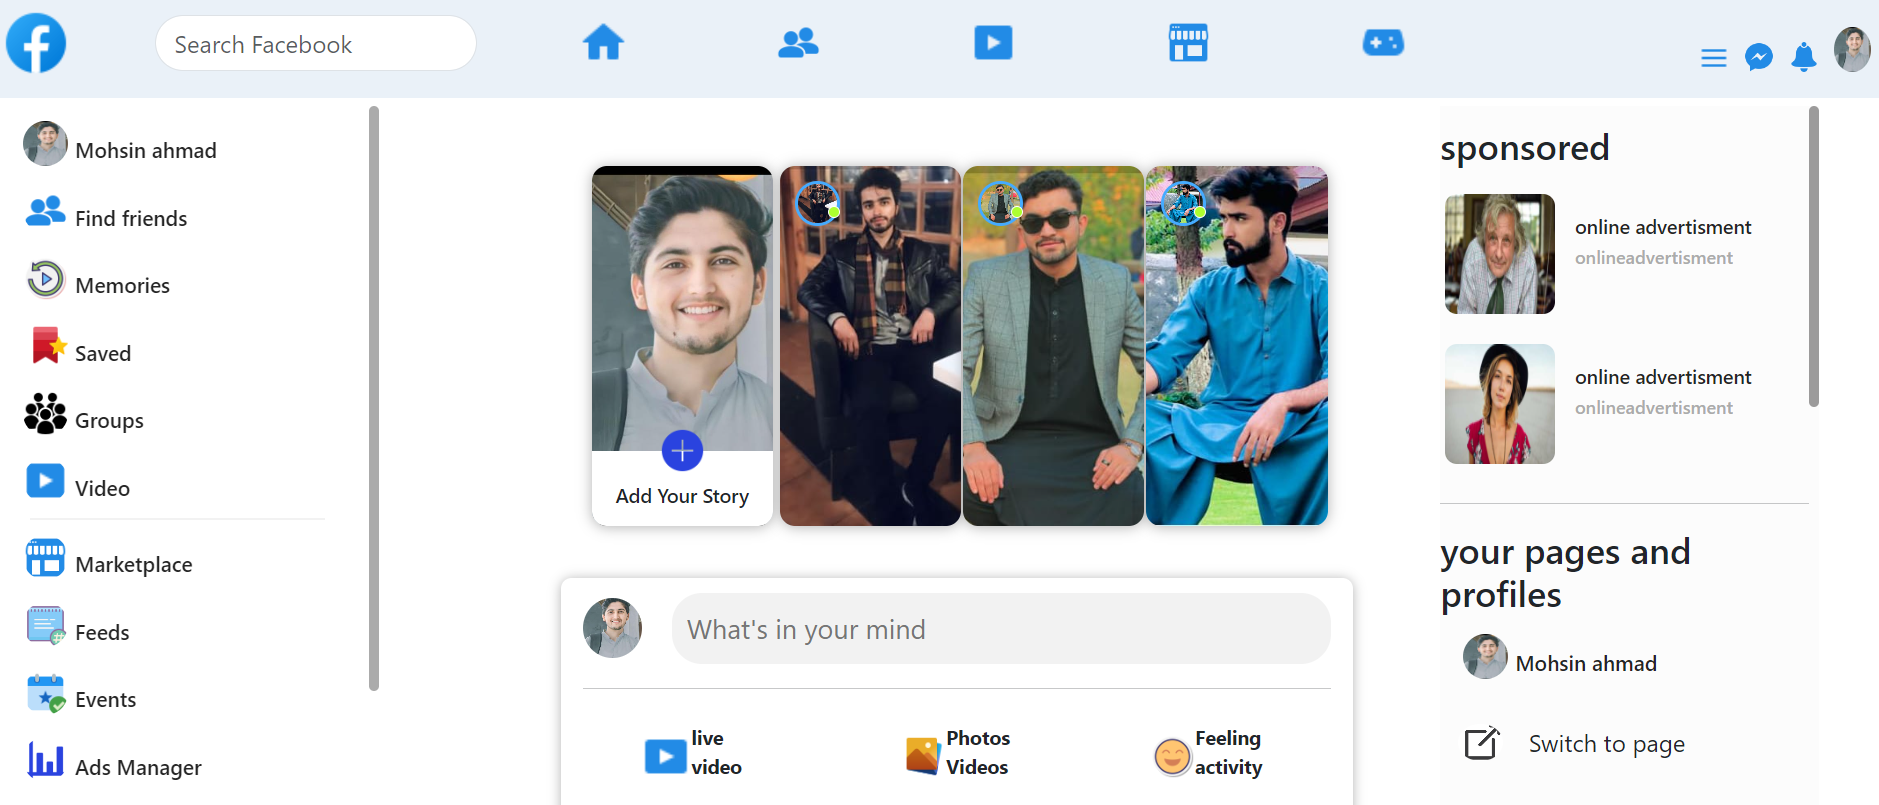 Search Facebook
Mohsin ahmad
Find friends
Memories
Saved
Groups
Video
Marketplace
Feeds
Events
Ads Manager
Add Your Story
What's in your mind
live
video
Photos
Videos
Feeling
activity
sponsored
online advertisment
onlineadvertisment
online advertisment
onlineadvertisment
your pages and
profiles
Mohsin ahmad
Switch to page